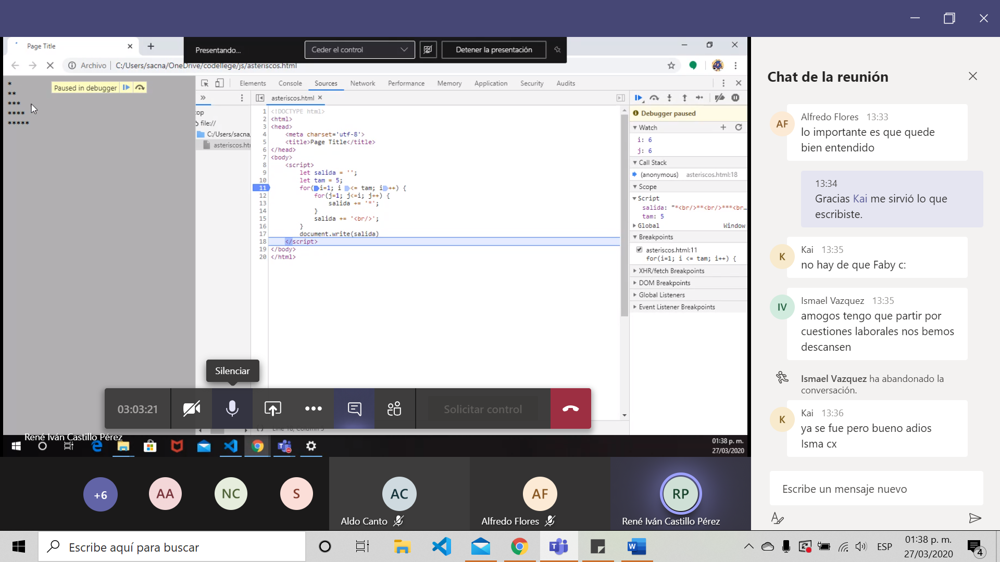 Page Title
Presentando...
Ceder el control
Detener la presentación
Archivo
C:/Users/sacna/OneDrive/codellege/js/asteriscos.html
*
**
***
****
*****
Paused in debugger
Elements Console Sources Network Performance Memory Application Security Audits
asteriscos.html
top
file://
C:/Users/sacna,
asteriscos.ht
1 <!DOCTYPE html>
2 <html>
3 <head>
4 <meta charset='utf-8'>
5 <title>Page Title</title>
6 </head>
7 <body>
8 <script>
9 let salida = '';
10 let tam = 5;
11 for(i=1; i <= tam; i++) {
12 for(j=1; j<=i; j++) {
13 salida += '*';
14 }
15 salida += '<br/>';
16 }
17 document.write(salida)
18 </script>
19 </body>
20 </html>
Debugger paused
Watch
i: 6
j: 6
Call Stack
(anonymous) asteriscos.html:18
Scope
Script
salida: "*<br/>**<br/>***<br…
tam: 5
Global Window
Breakpoints
asteriscos.html:11
for(i=1; i <= tam; i++) {
XHR/fetch Breakpoints
DOM Breakpoints
Global Listeners
Event Listener Breakpoints
Silenciar
03:03:21
Solicitar control
René Iván Castillo Pérez
01:38 p. m.
27/03/2020
+6
AA
NC
S
AC
Aldo Canto
AF
Alfredo Flores
RP
René Iván Castillo Pérez
Chat de la reunión
AF
Alfredo Flores 13:33
lo importante es que quede
bien entendido
13:34
Gracias Kai me sirvió lo que
escribiste.
K
Kai 13:35
no hay de que Faby c:
IV
Ismael Vazquez 13:35
amogos tengo que partir por
cuestiones laborales nos bemos
descansen
Ismael Vazquez ha abandonado la
conversación.
K
Kai 13:36
ya se fue pero bueno adios
Isma cx
Escribe un mensaje nuevo
Escribe aquí para buscar
ESP
01:38 p. m.
27/03/2020
4